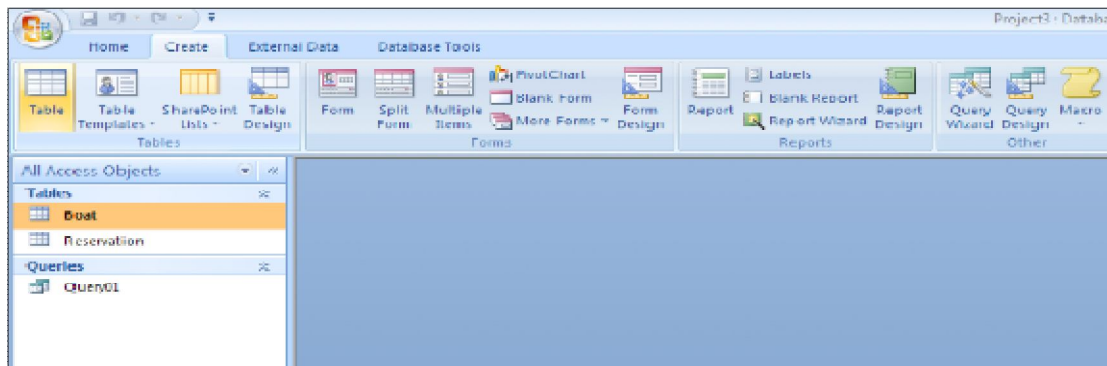 Project3 - Databa
Home Create External Data Database Tools
Table Table Templates SharePoint Lists Table Design
Tables
Form Split Form Multiple Items PivotChart Blank Form More Forms Form Design
Forms
Report Labels Blank Report Report Wizard Report Design
Reports
Query Wizard Query Design Macro
Other
All Access Objects
Tables
Boat
Reservatiion
Queries
Query01